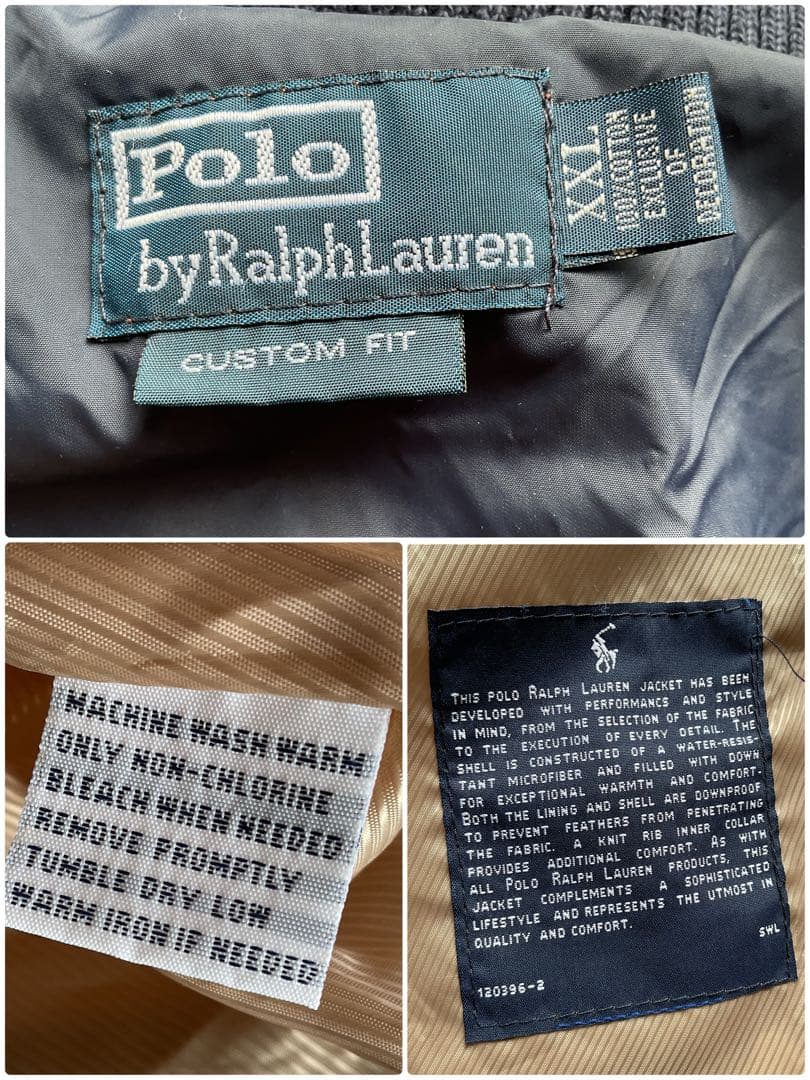 Polo
by Ralph Lauren
XXL
100% COTTON
EXCLUSIVE
OF
DECORATION
CUSTOM FIT
MACHINE WASH WARM
ONLY NON-CHLORINE
BLEACH WHEN NEEDED
REMOVE PROMPTLY
TUMBLE DRY LOW
WARM IRON IF NEEDED
THIS POLO RALPH LAUREN JACKET HAS BEEN
DEVELOPED WITH PERFORMANCE AND STYLE
IN MIND, FROM THE SELECTION OF THE FABRIC
TO THE EXECUTION OF EVERY DETAIL. THE
SHELL IS CONSTRUCTED OF A WATER-RESIS-
TANT MICROFIBER AND FILLED WITH DOWN
FOR EXCEPTIONAL WARMTH AND COMFORT.
BOTH THE LINING AND SHELL ARE DOWNPROOF
TO PREVENT FEATHERS FROM PENETRATING
THE FABRIC. A KNIT RIB INNER COLLAR
PROVIDES ADDITIONAL COMFORT. AS WITH
ALL POLO RALPH LAUREN PRODUCTS, THIS
JACKET COMPLEMENTS A SOPHISTICATED
LIFESTYLE AND REPRESENTS THE UTMOST IN
QUALITY AND COMFORT.
SWL
120396-2